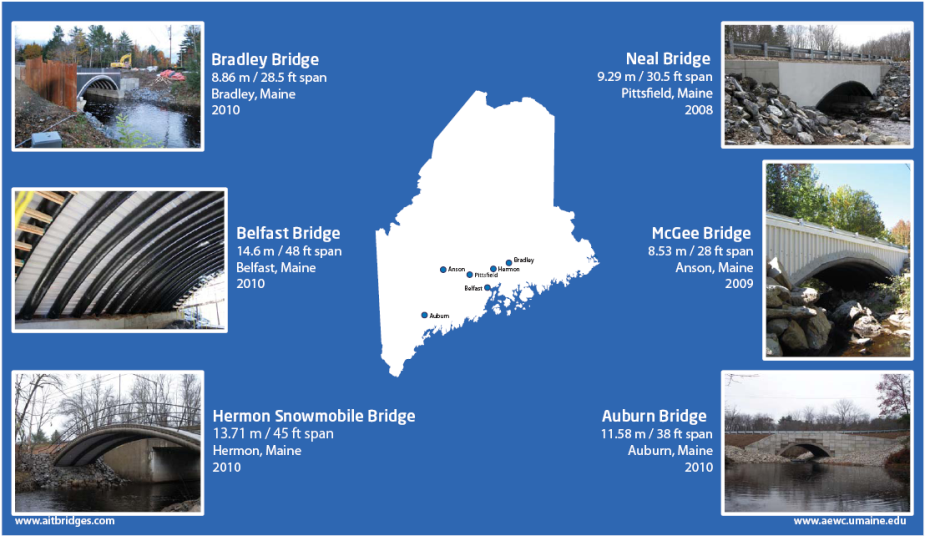 Bradley Bridge
8.86 m / 28.5 ft span
Bradley, Maine
2010
Neal Bridge
9.29 m / 30.5 ft span
Pittsfield, Maine
2008
Belfast Bridge
14.6 m / 48 ft span
Belfast, Maine
2010
McGee Bridge
8.53 m / 28 ft span
Anson, Maine
2009
Bradley
Anson
Hermon
Pittsfield
Belfast
Auburn
Hermon Snowmobile Bridge
13.71 m / 45 ft span
Hermon, Maine
2010
Auburn Bridge
11.58 m / 38 ft span
Auburn, Maine
2010
www.aitbridges.com
www.aewc.umaine.edu